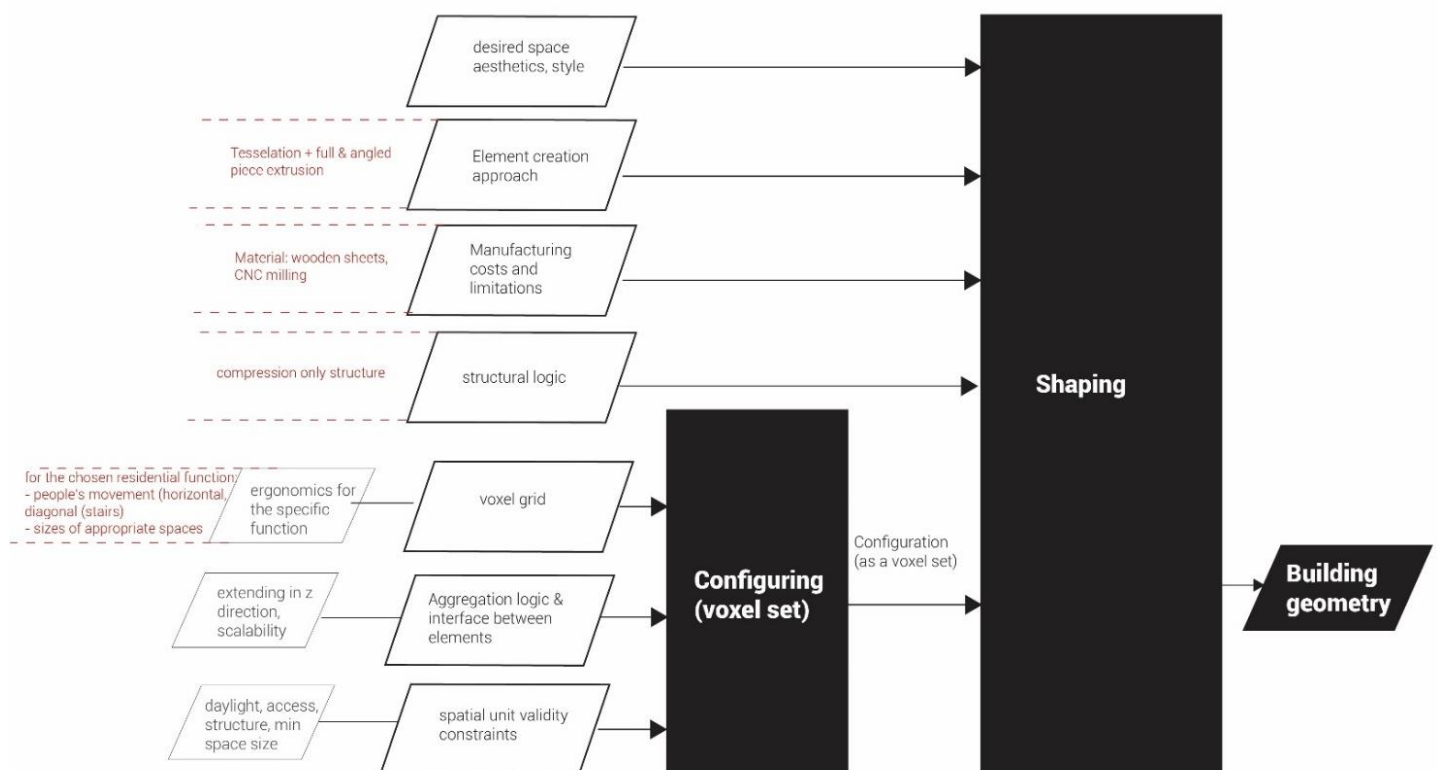 desired space
aesthetics, style
Tesselation + full & angled
piece extrusion
Element creation
approach
Material: wooden sheets,
CNC milling
Manufacturing
costs and
limitations
compression only structure
structural logic
Shaping
for the chosen residential function:
- people's movement (horizontal,
diagonal (stairs)
- sizes of appropriate spaces
ergonomics for
the specific
function
voxel grid
extending in z
direction,
scalability
Aggregation logic &
interface between
elements
daylight, access,
structure, min
space size
spatial unit validity
constraints
Configuring
(voxel set)
Configuration
(as a voxel set)
Building
geometry